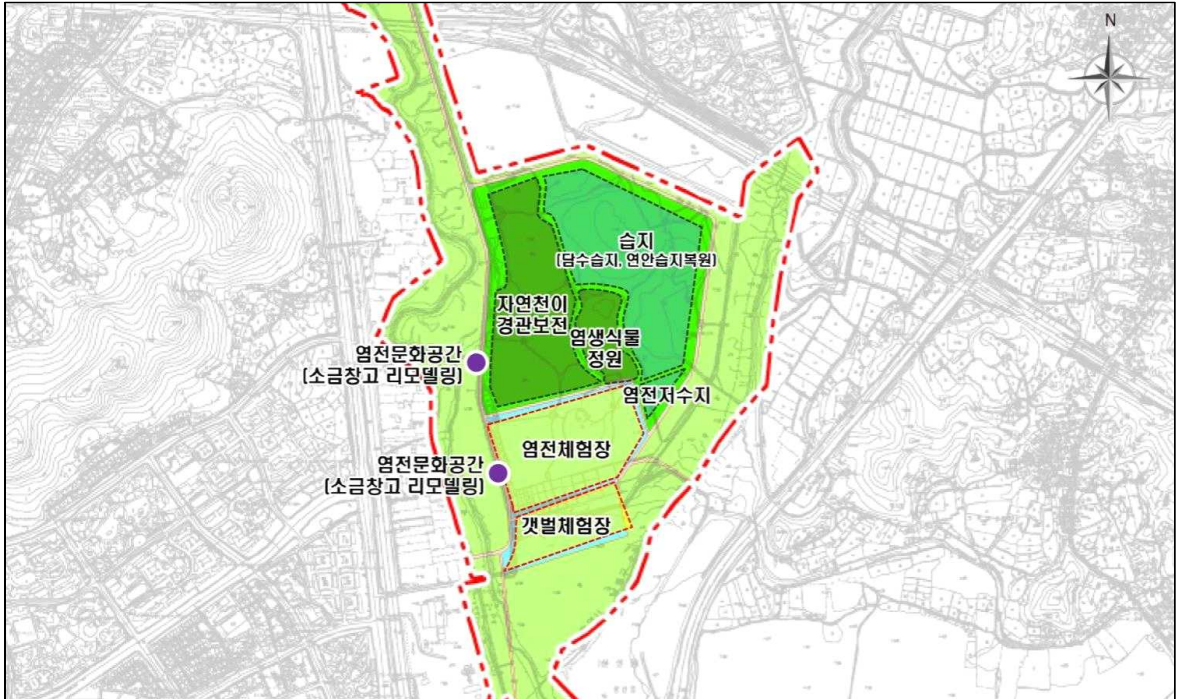 N
습지
(담수습지, 연안습지복원)
자연천이
경관보전
염생식물
정원
염전문화공간
(소금창고 리모델링)
염전저수지
염전체험장
염전문화공간
(소금창고 리모델링)
갯벌체험장